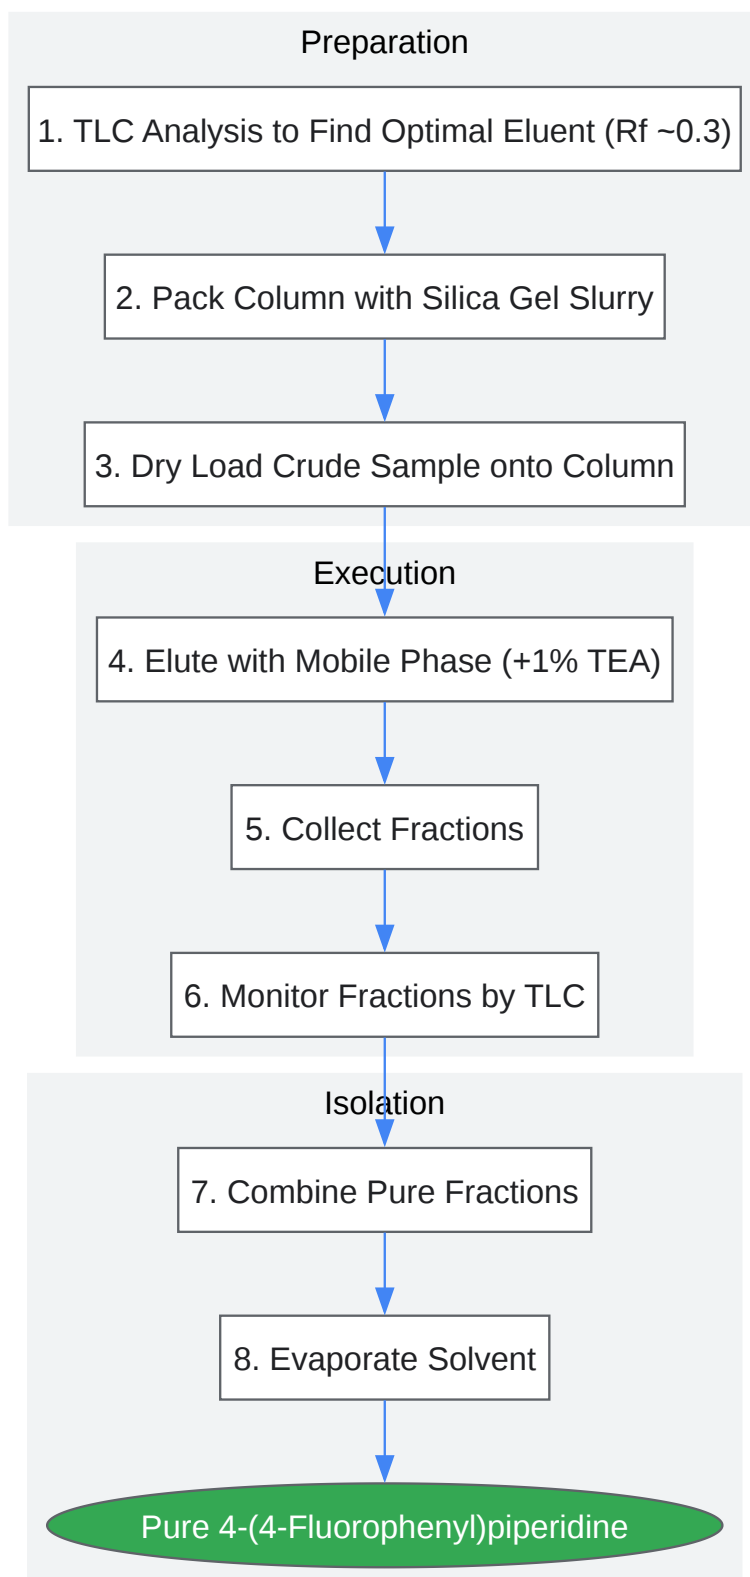 Preparation
1. TLC Analysis to Find Optimal Eluent (Rf ~0.3)
2. Pack Column with Silica Gel Slurry
3. Dry Load Crude Sample onto Column
Execution
4. Elute with Mobile Phase (+1% TEA)
5. Collect Fractions
6. Monitor Fractions by TLC
Isolation
7. Combine Pure Fractions
8. Evaporate Solvent
Pure 4-(4-Fluorophenyl)piperidine